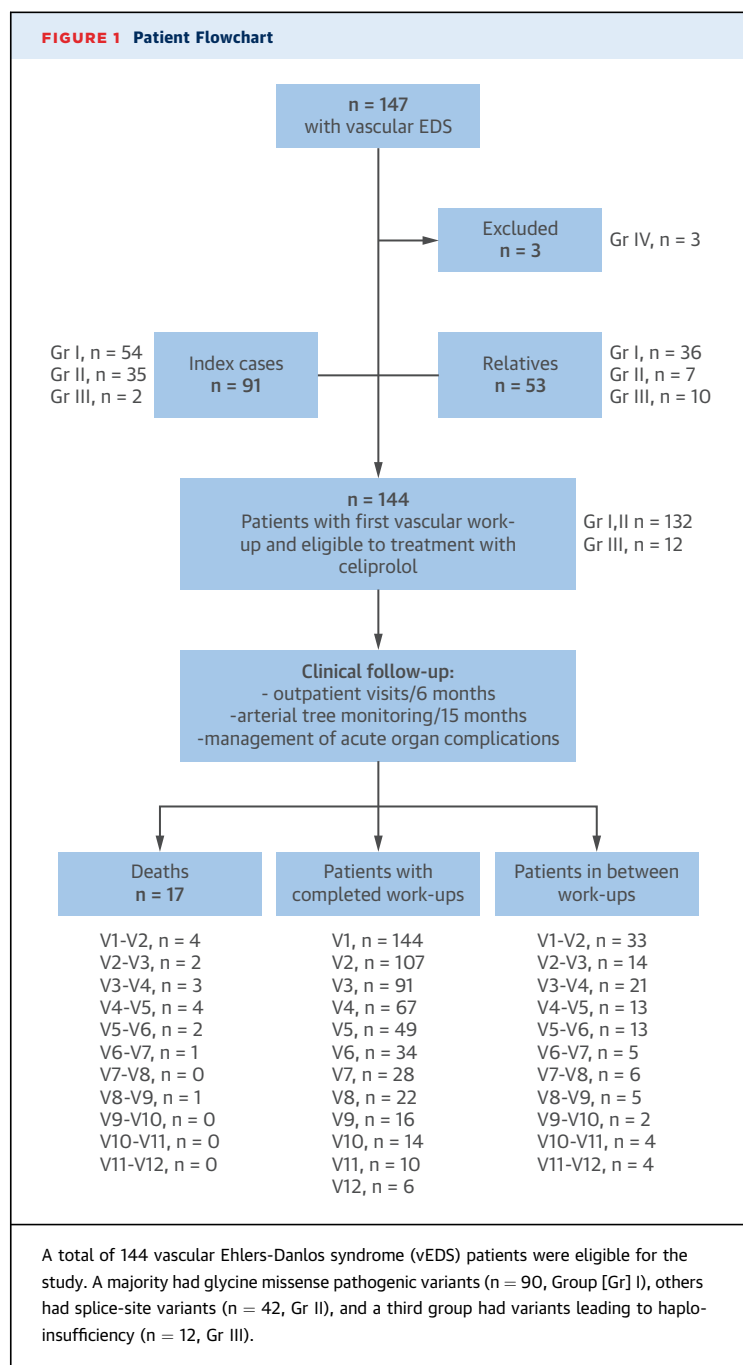 FIGURE 1 Patient Flowchart
n = 147
with vascular EDS
Excluded
n = 3
Gr IV, n = 3
Gr I, n = 54
Gr II, n = 35
Gr III, n = 2
Index cases
n = 91
Relatives
n = 53
Gr I, n = 36
Gr II, n = 7
Gr III, n = 10
n = 144
Patients with first vascular work-
up and eligible to treatment with
celiprolol
Gr I,II n = 132
Gr III, n = 12
Clinical follow-up:
- outpatient visits/6 months
-arterial tree monitoring/15 months
-management of acute organ complications
Deaths
n = 17
V1-V2, n = 4
V2-V3, n = 2
V3-V4, n = 3
V4-V5, n = 4
V5-V6, n = 2
V6-V7, n = 1
V7-V8, n = 0
V8-V9, n = 1
V9-V10, n = 0
V10-V11, n = 0
V11-V12, n = 0
Patients with
completed work-ups
V1, n = 144
V2, n = 107
V3, n = 91
V4, n = 67
V5, n = 49
V6, n = 34
V7, n = 28
V8, n = 22
V9, n = 16
V10, n = 14
V11, n = 10
V12, n = 6
Patients in between
work-ups
V1-V2, n = 33
V2-V3, n = 14
V3-V4, n = 21
V4-V5, n = 13
V5-V6, n = 13
V6-V7, n = 5
V7-V8, n = 6
V8-V9, n = 5
V9-V10, n = 2
V10-V11, n = 4
V11-V12, n = 4
A total of 144 vascular Ehlers-Danlos syndrome (vEDS) patients were eligible for the
study. A majority had glycine missense pathogenic variants (n = 90, Group [Gr] I), others
had splice-site variants (n = 42, Gr II), and a third group had variants leading to haplo-
insufficiency (n = 12, Gr III).